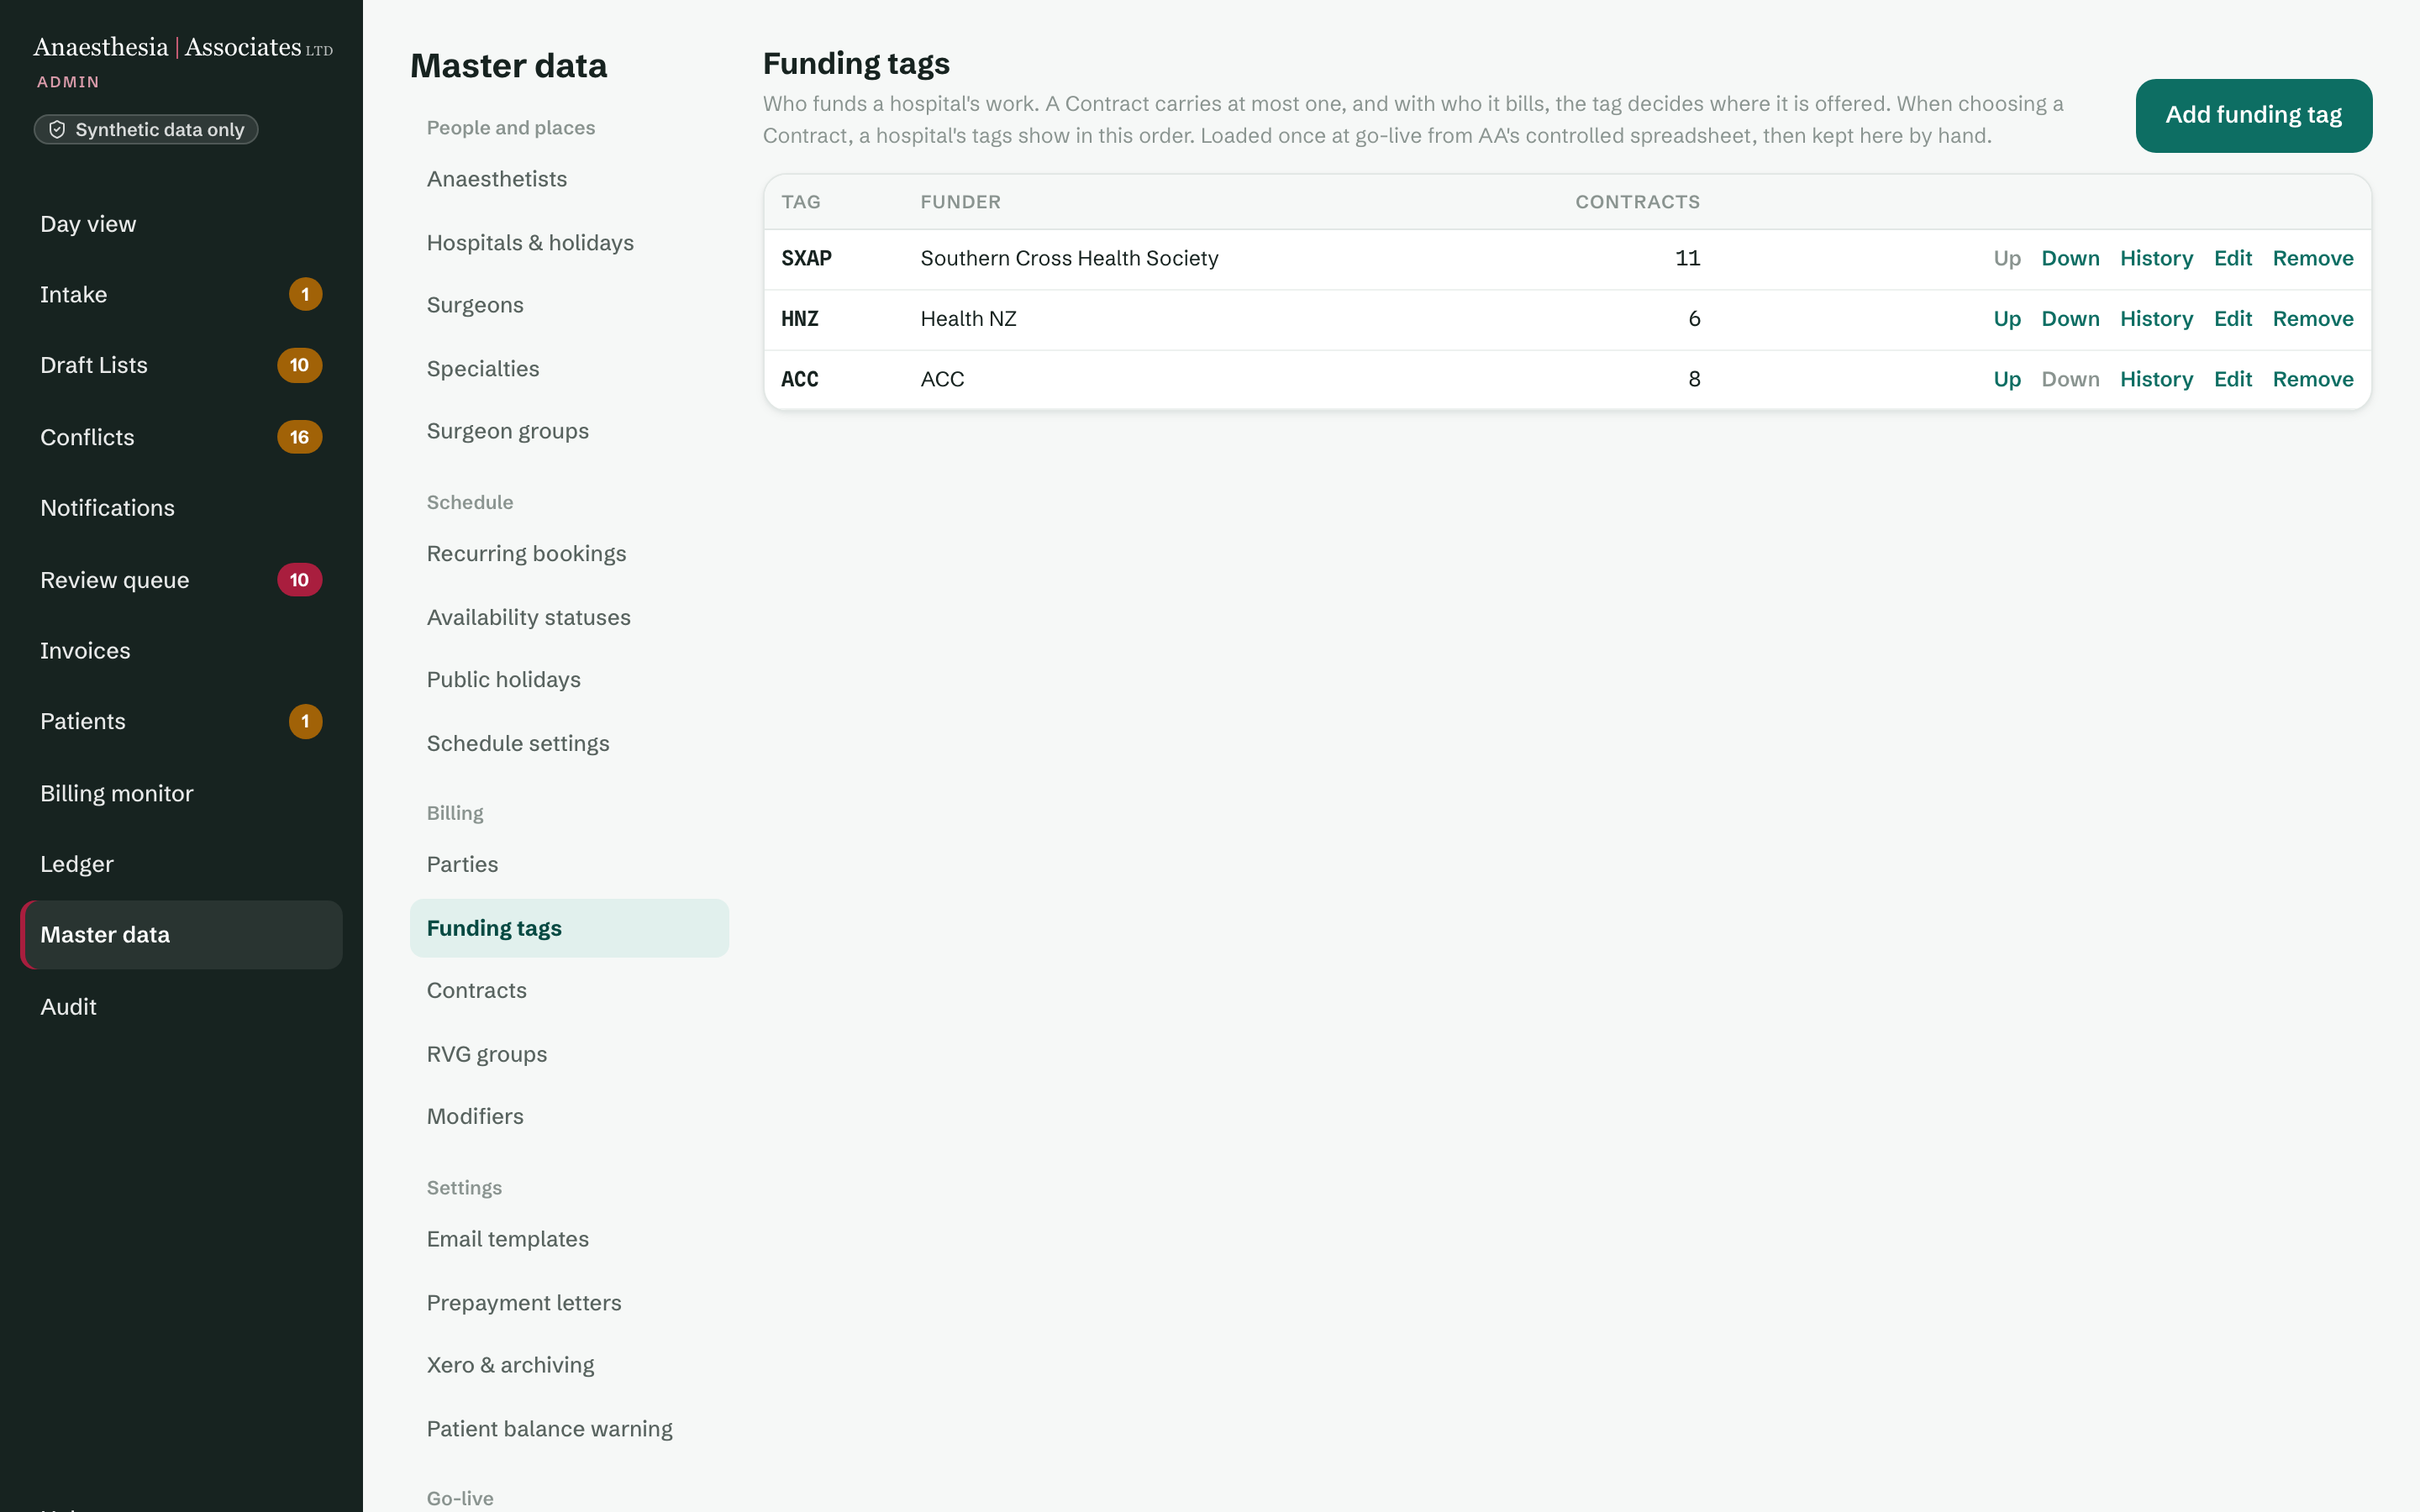 Anaesthesia | Associates LTD
ADMIN
Synthetic data only
Day view
Intake 1
Draft Lists 10
Conflicts 16
Notifications
Review queue 10
Invoices
Patients 1
Billing monitor
Ledger
Master data
Audit
Master data
People and places
Anaesthetists
Hospitals & holidays
Surgeons
Specialties
Surgeon groups
Schedule
Recurring bookings
Availability statuses
Public holidays
Schedule settings
Billing
Parties
Funding tags
Contracts
RVG groups
Modifiers
Settings
Email templates
Prepayment letters
Xero & archiving
Patient balance warning
Go-live
Funding tags
Who funds a hospital's work. A Contract carries at most one, and with who it bills, the tag decides where it is offered. When choosing a
Contract, a hospital's tags show in this order. Loaded once at go-live from AA's controlled spreadsheet, then kept here by hand.
Add funding tag
TAG FUNDER CONTRACTS
SXAP Southern Cross Health Society 11 Up Down History Edit Remove
HNZ Health NZ 6 Up Down History Edit Remove
ACC ACC 8 Up Down History Edit Remove